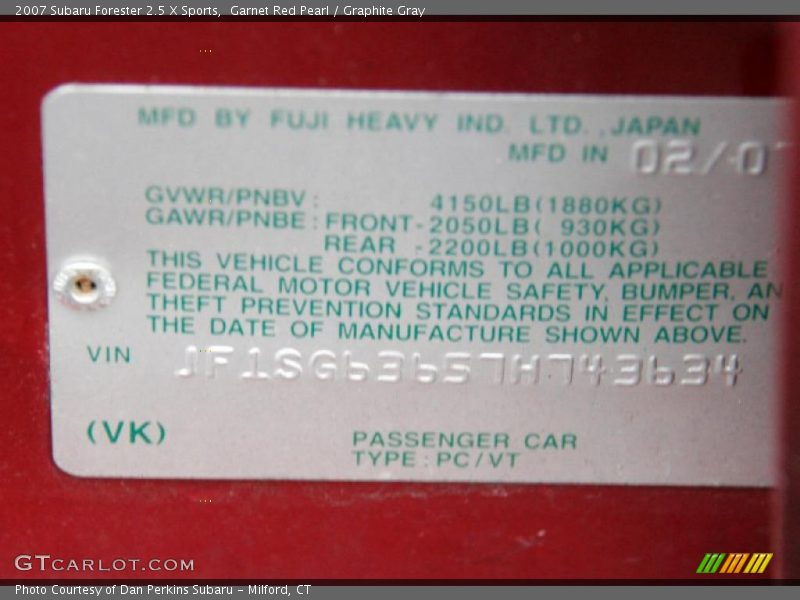 2007 Subaru Forester 2.5 X Sports,  Garnet Red Pearl / Graphite Gray
MFD BY FUJI HEAVY IND. LTD., JAPAN
MFD IN 02/07
GVWR/PNBV : 4150LB(1880KG)
GAWR/PNBE : FRONT-2050LB( 930KG)
REAR -2200LB(1000KG)
THIS VEHICLE CONFORMS TO ALL APPLICABLE
FEDERAL MOTOR VEHICLE SAFETY, BUMPER, AN
THEFT PREVENTION STANDARDS IN EFFECT ON
THE DATE OF MANUFACTURE SHOWN ABOVE.
VIN JF1SG63657H743634
(VK)
PASSENGER CAR
TYPE : PC/VT
GTCARLOT.COM
Photo Courtesy of Dan Perkins Subaru - Milford, CT